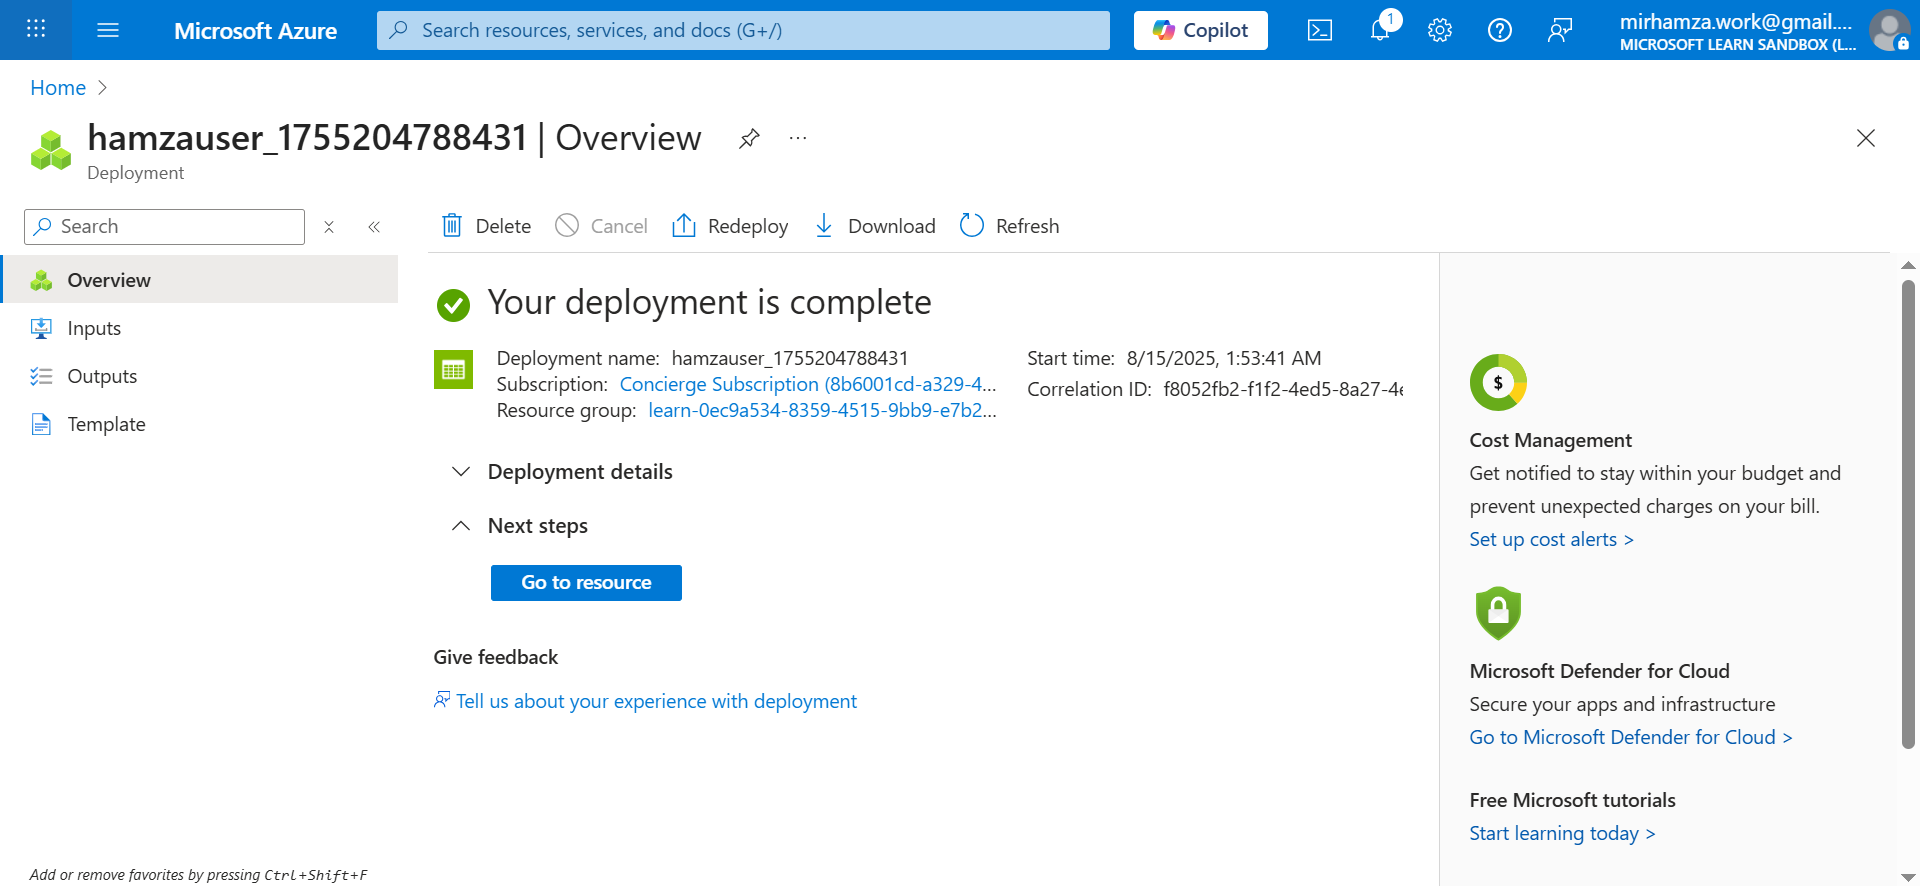 Microsoft Azure
Search resources, services, and docs (G+/)
Copilot
1
mirhamza.work@gmail....
MICROSOFT LEARN SANDBOX (L...
Home
hamzauser_1755204788431 | Overview
Deployment
Search
Delete
Cancel
Redeploy
Download
Refresh
Overview
Inputs
Outputs
Template
Your deployment is complete
Deployment name: hamzauser_1755204788431
Subscription: Concierge Subscription (8b6001cd-a329-4...
Resource group: learn-0ec9a534-8359-4515-9bb9-e7b2...
Start time: 8/15/2025, 1:53:41 AM
Correlation ID: f8052fb2-f1f2-4ed5-8a27-4e
Deployment details
Next steps
Go to resource
Give feedback
Tell us about your experience with deployment
$
Cost Management
Get notified to stay within your budget and
prevent unexpected charges on your bill.
Set up cost alerts >
Microsoft Defender for Cloud
Secure your apps and infrastructure
Go to Microsoft Defender for Cloud >
Free Microsoft tutorials
Start learning today >
Add or remove favorites by pressing Ctrl+Shift+F